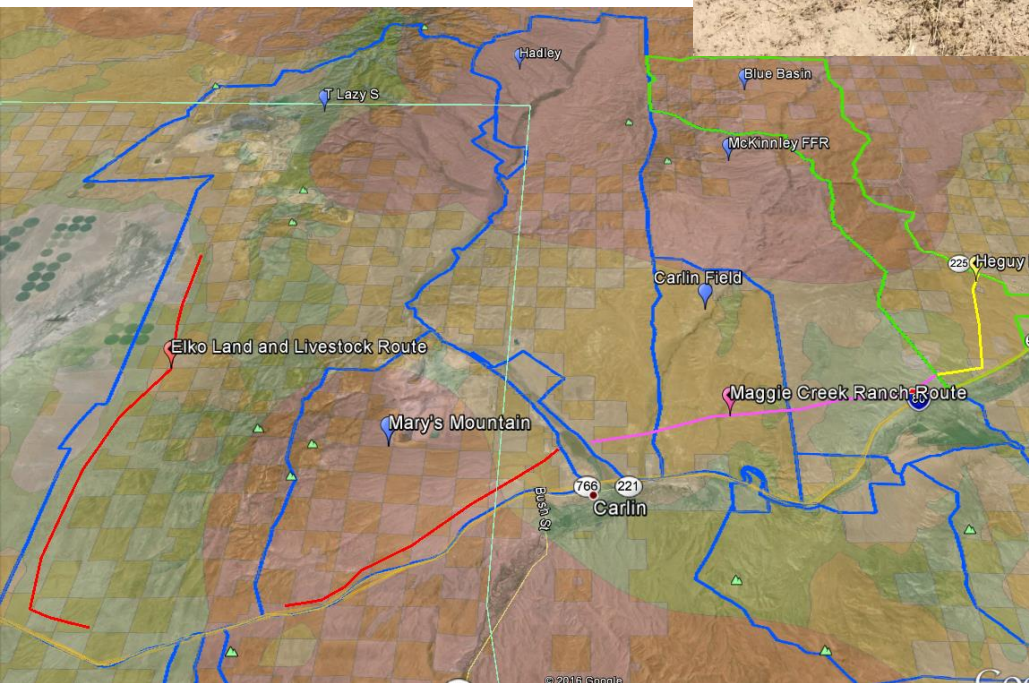 Hadley
Blue Basin
T Lazy S
McKinnley FFR
225
Heguy
Carlin Field
Elko Land and Livestock Route
Maggie Creek Ranch Route
80
Mary's Mountain
766
221
Bush St
Carlin
© 2016 Google